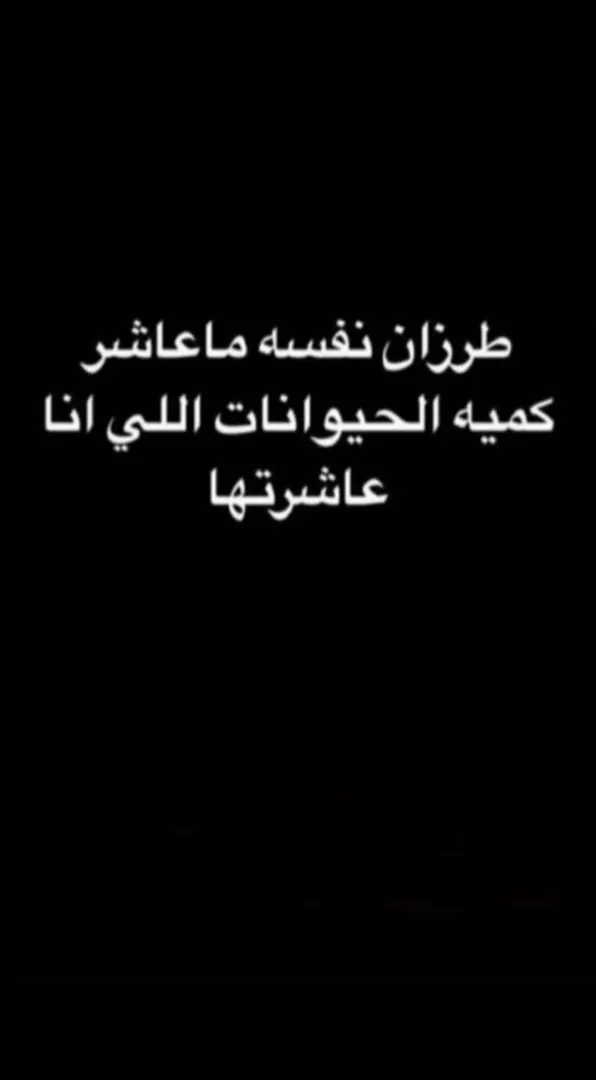 طرزان نفسه ماعاشر
كميه الحيوانات اللي انا
عاشرتها